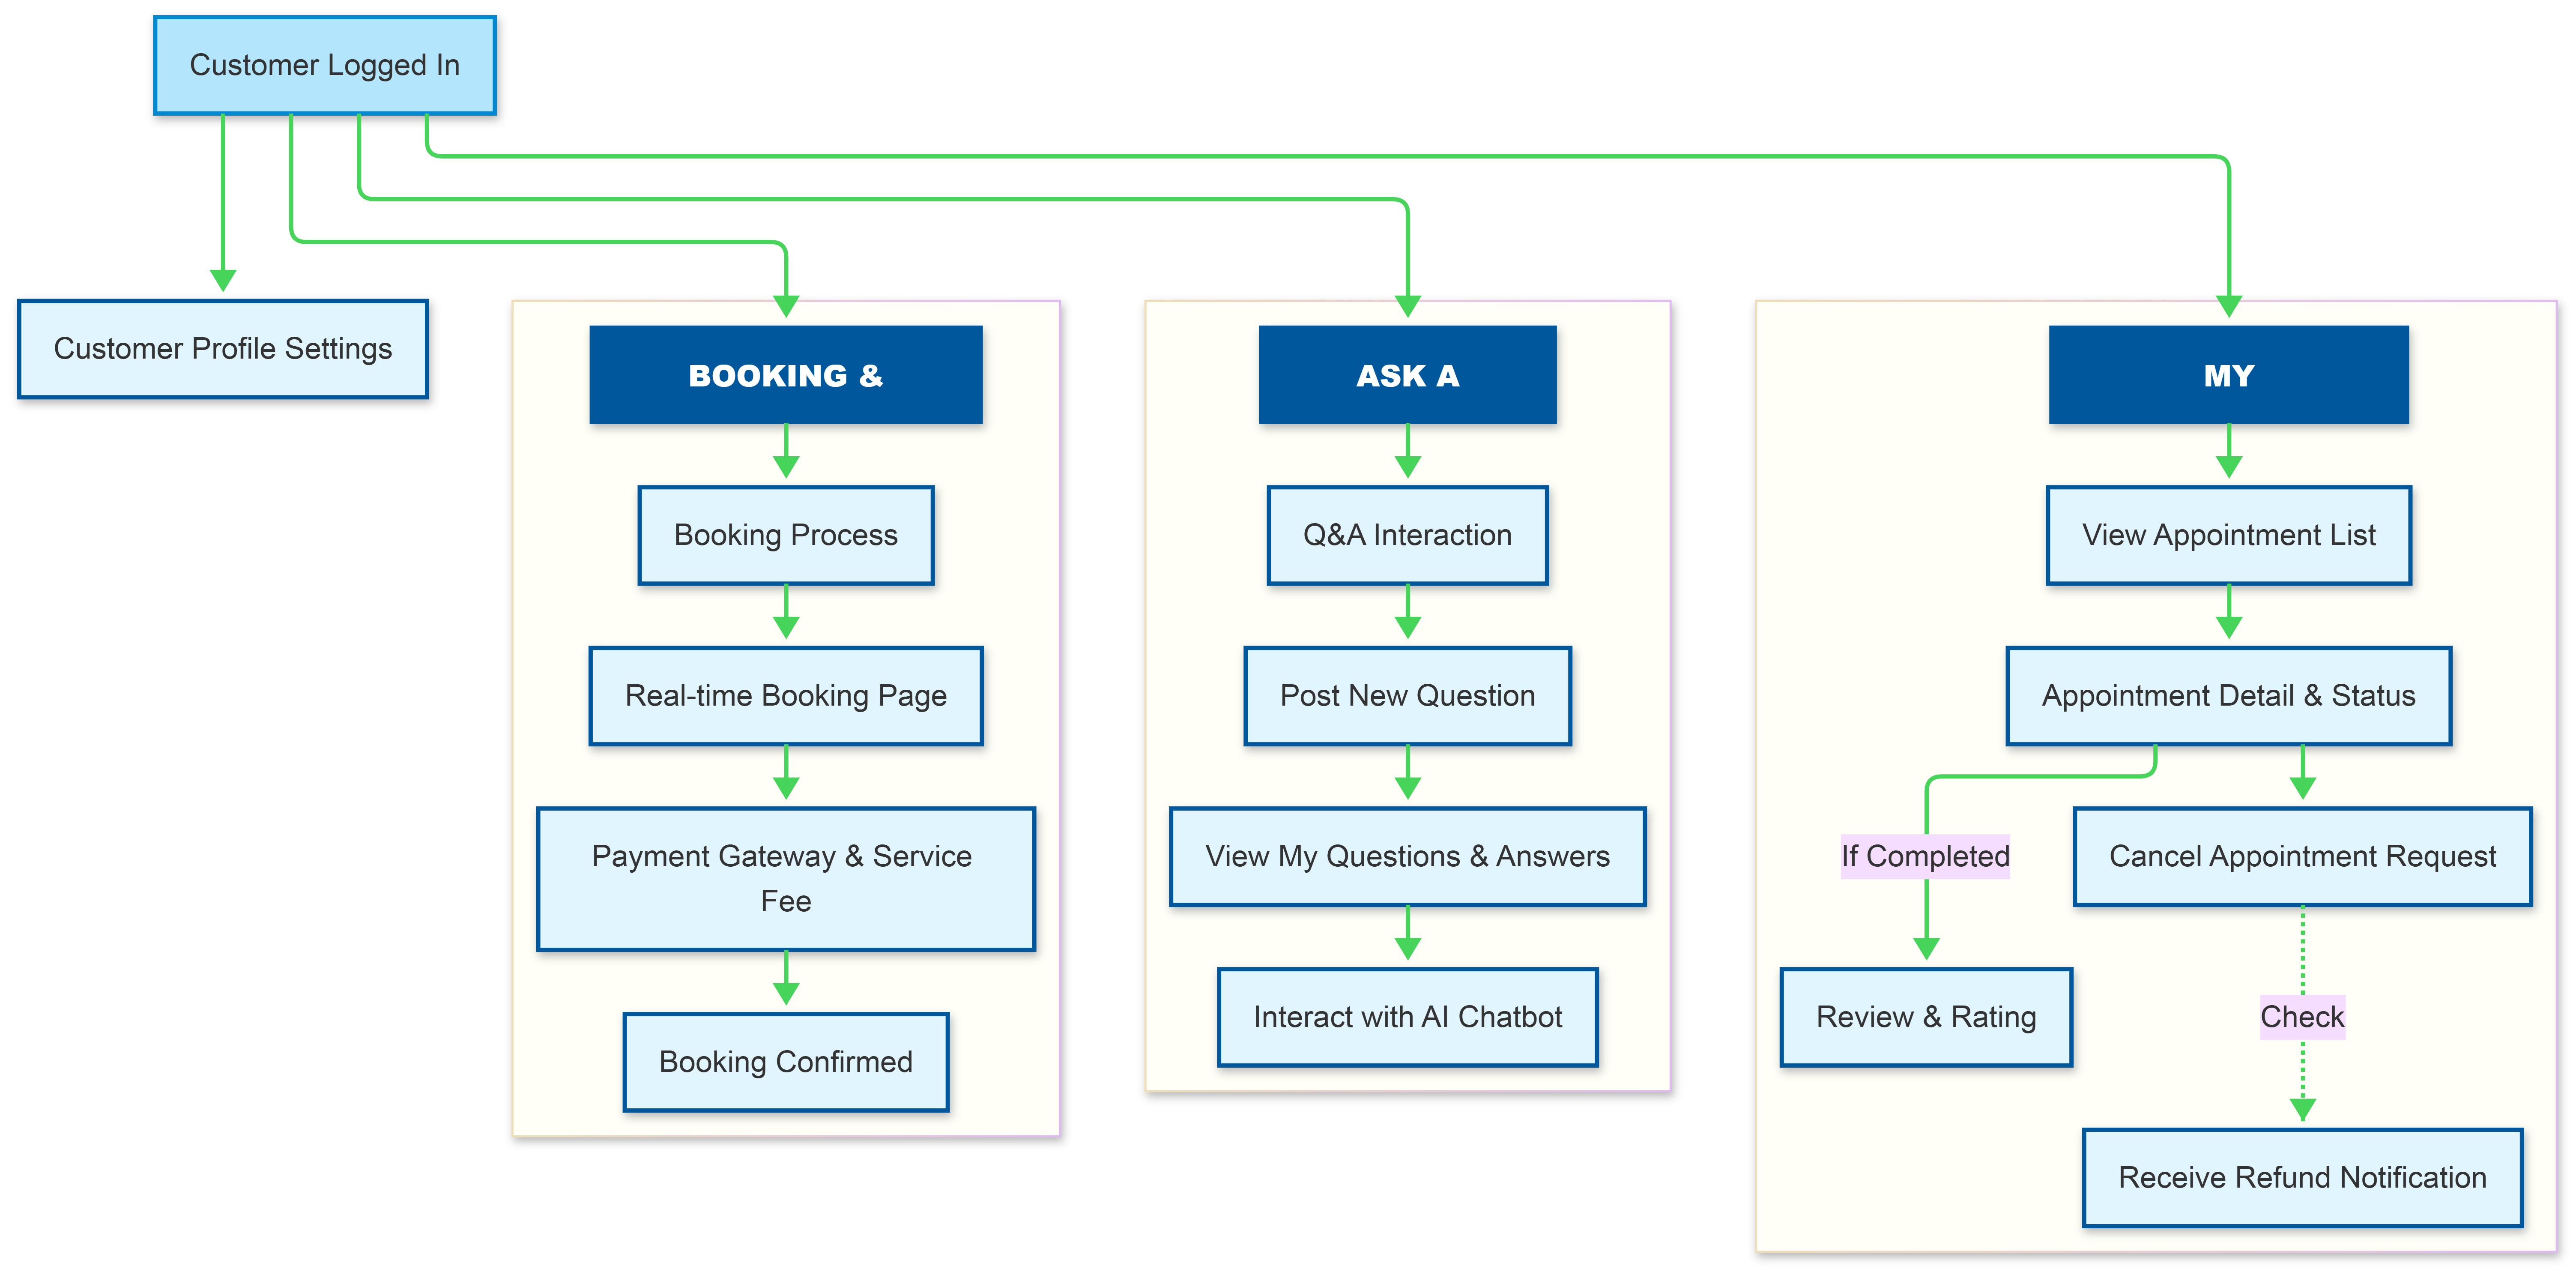 Customer Logged In
Customer Profile Settings
BOOKING &
Booking Process
Real-time Booking Page
Payment Gateway & Service
Fee
Booking Confirmed
ASK A
Q&A Interaction
Post New Question
View My Questions & Answers
Interact with AI Chatbot
MY
View Appointment List
Appointment Detail & Status
If Completed
Cancel Appointment Request
Review & Rating
Check
Receive Refund Notification